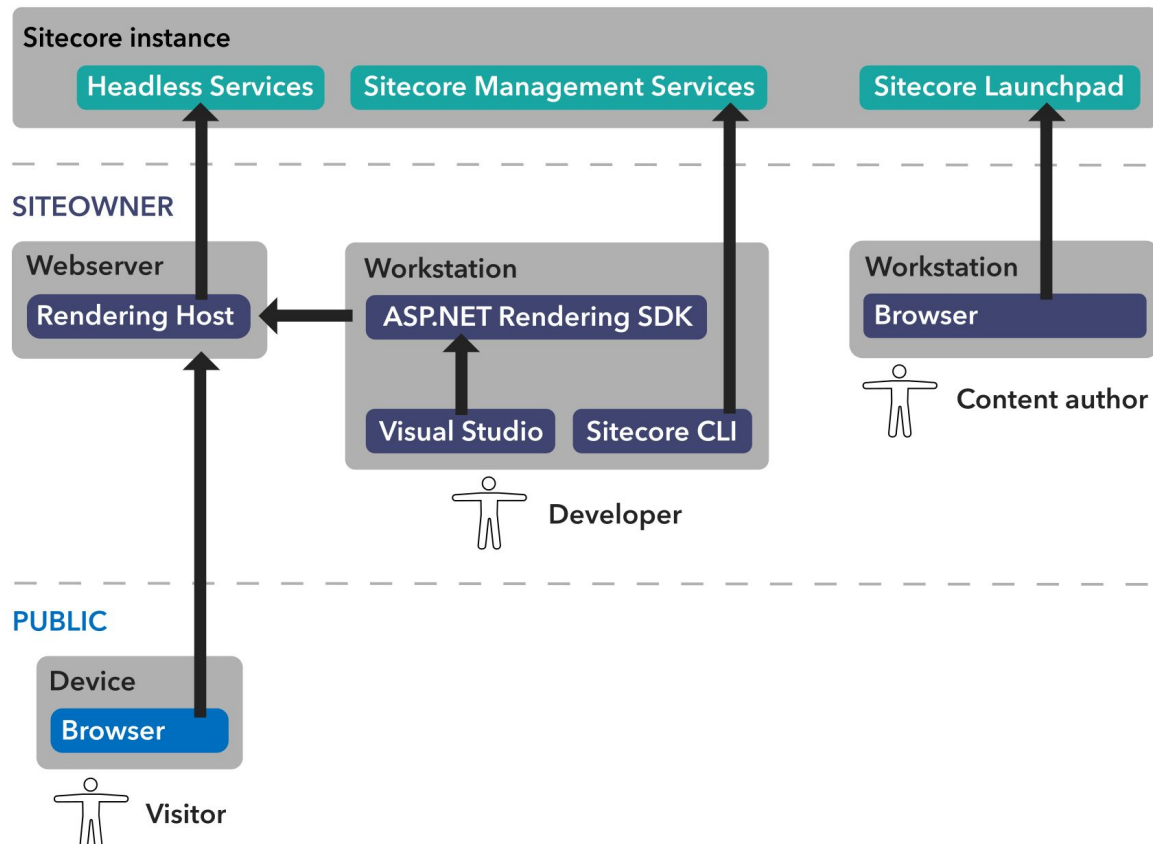 Sitecore instance
Headless Services
Sitecore Management Services
Sitecore Launchpad
SITEOWNER
Webserver
Rendering Host
Workstation
ASP.NET Rendering SDK
Visual Studio
Sitecore CLI
Developer
Workstation
Browser
Content author
PUBLIC
Device
Browser
Visitor